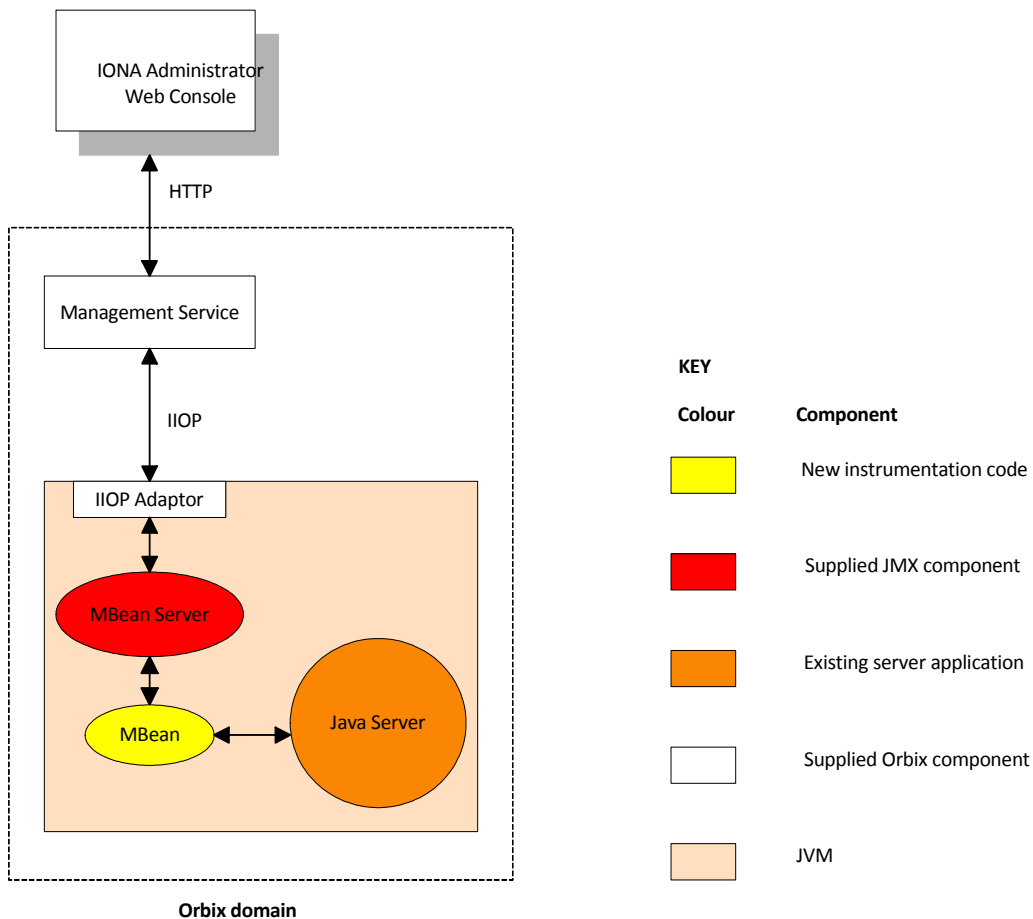 IONA Administrator
Web Console
HTTP
Management Service
IIOP
IIOP Adaptor
MBean Server
MBean
Java Server
Orbix domain
KEY
Colour Component
New instrumentation code
Supplied JMX component
Existing server application
Supplied Orbix component
JVM